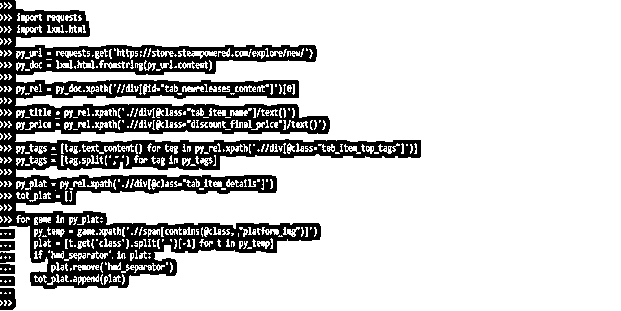 >>>
>>> import requests
>>> import lxml.html
>>>
>>> py_url = requests.get('https://store.steampowered.com/explore/new/')
>>> py_doc = lxml.html.fromstring(py_url.content)
>>>
>>> py_rel = py_doc.xpath('//div[@id="tab_newreleases_content"]')[0]
>>>
>>> py_title = py_rel.xpath('.//div[@class="tab_item_name"]/text()')
>>> py_price = py_rel.xpath('.//div[@class="discount_final_price"]/text()')
>>>
>>> py_tags = [tag.text_content() for tag in py_rel.xpath('.//div[@class="tab_item_top_tags"]')]
>>> py_tags = [tag.split(', ') for tag in py_tags]
>>>
>>> py_plat = py_rel.xpath('.//div[@class="tab_item_details"]')
>>> tot_plat = []
>>>
>>> for game in py_plat:
...     py_temp = game.xpath('.//span[contains(@class, "platform_img")]')
...     plat = [t.get('class').split(' ')[-1] for t in py_temp]
...     if 'hmd_separator' in plat:
...         plat.remove('hmd_separator')
...     tot_plat.append(plat)
...
>>>